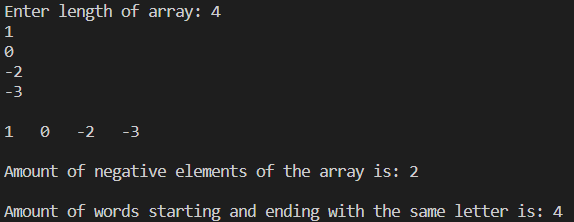 Enter length of array: 4
1
0
-2
-3
1 0 -2 -3
Amount of negative elements of the array is: 2
Amount of words starting and ending with the same letter is: 4